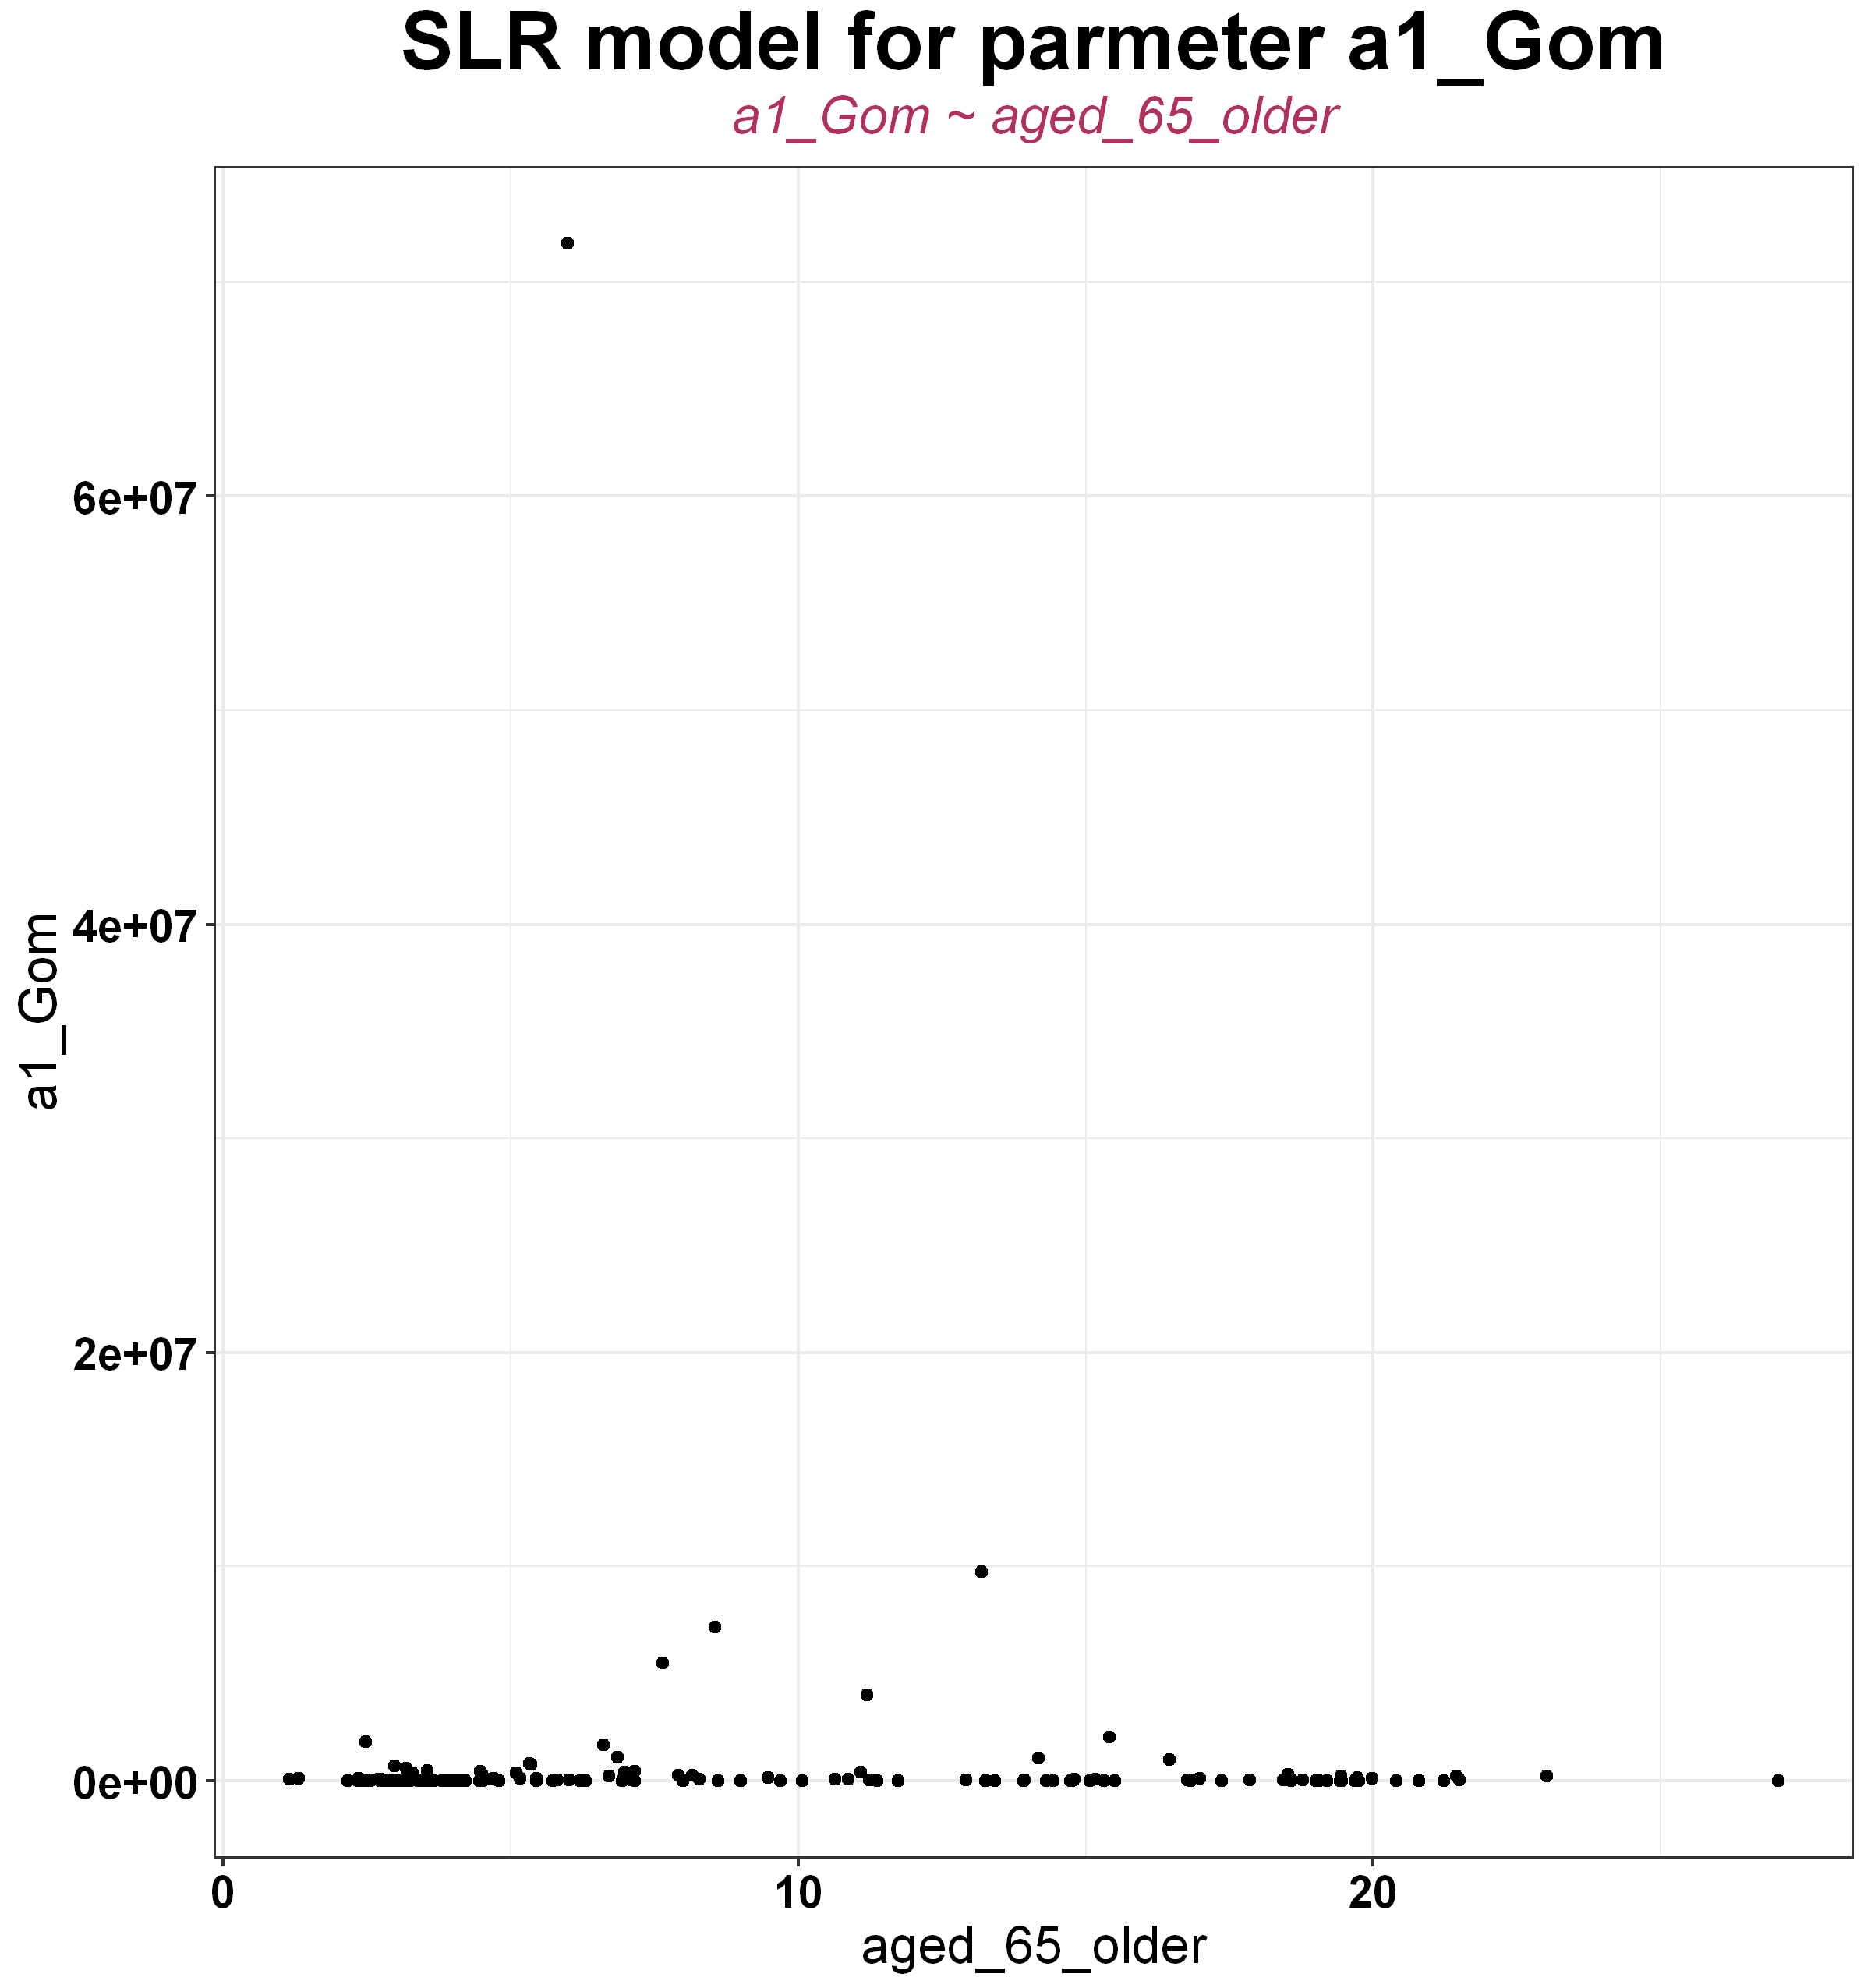 SLR model for parmeter a1_Gom
a1_Gom ~ aged_65_older
6e+07
4e+07
2e+07
0e+00
a1_Gom
0 10 20
aged_65_older